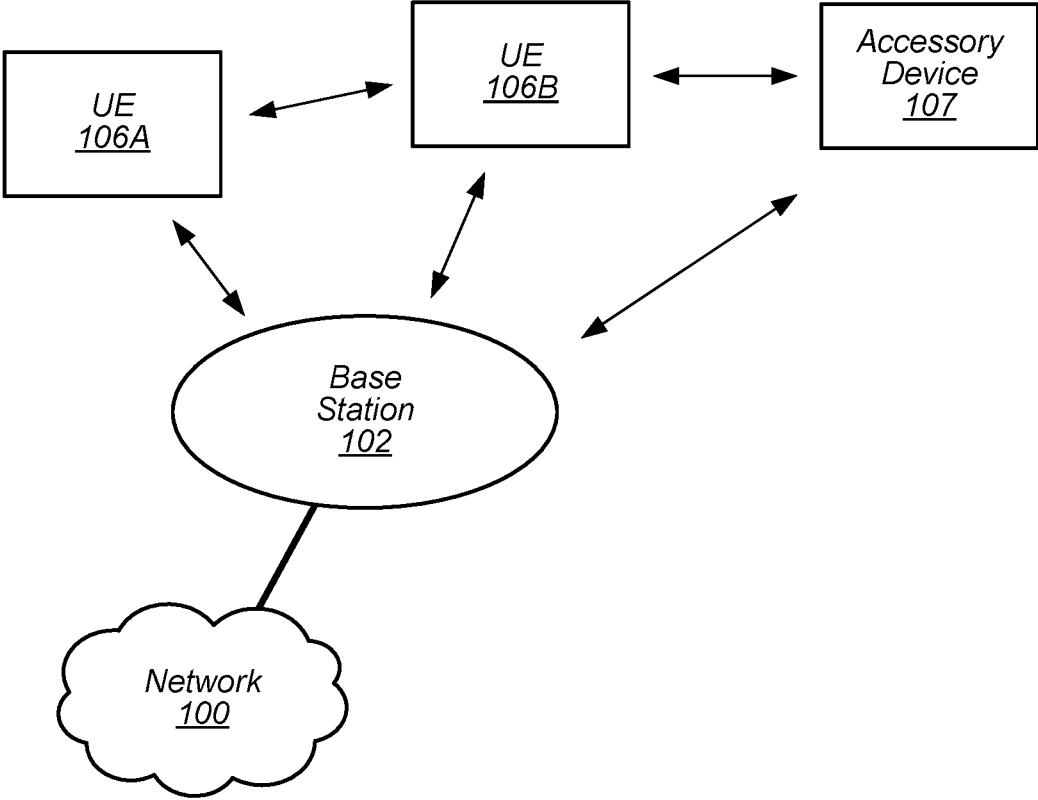 UE
106A
UE
106B
Accessory
Device
107
Base
Station
102
Network
100